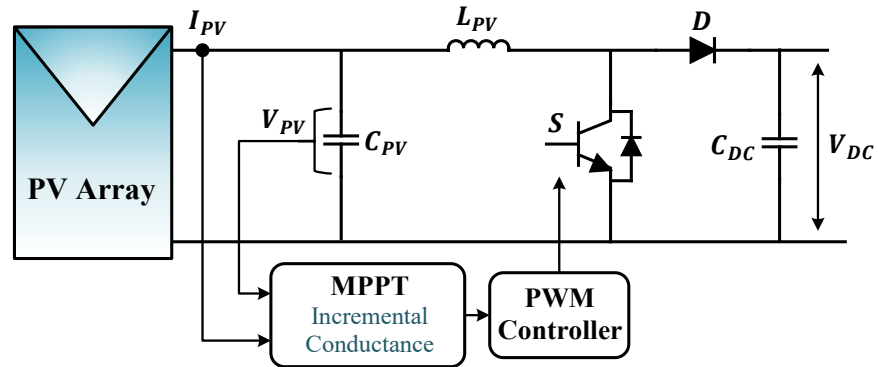 I_PV
L_PV
D
V_PV
C_PV
S
C_DC
V_DC
PV Array
MPPT
Incremental
Conductance
PWM
Controller